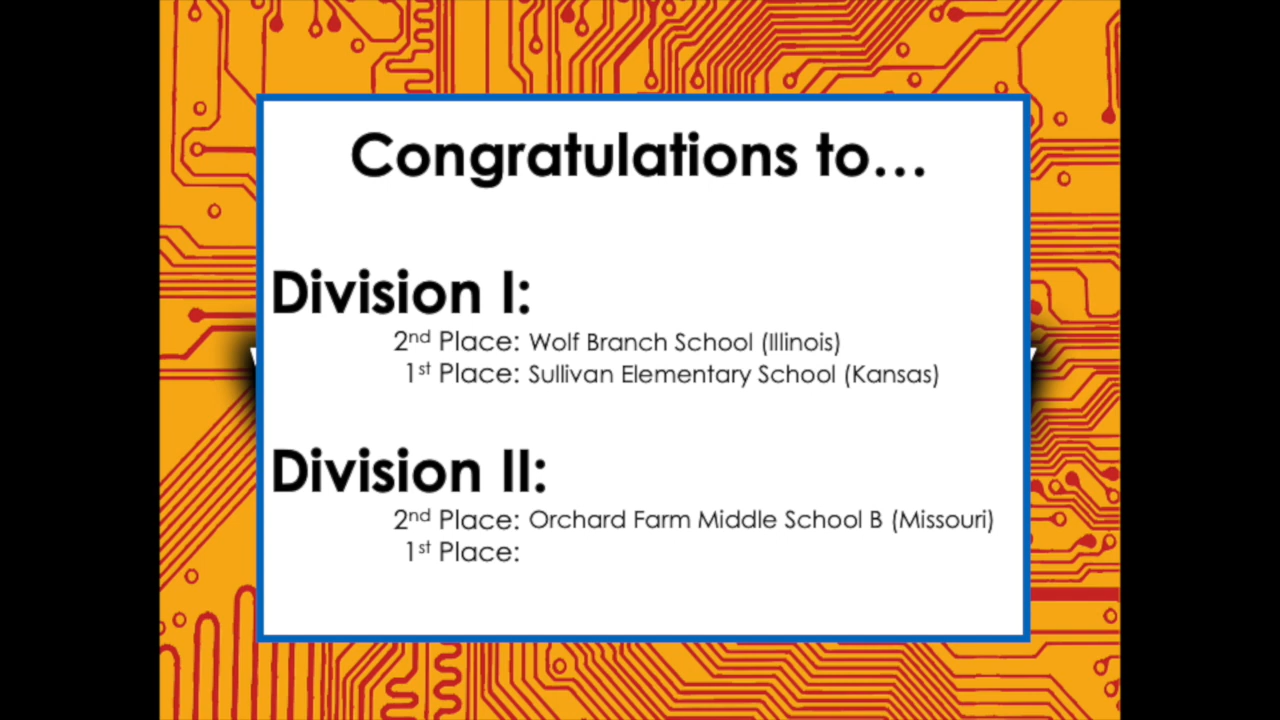 Congratulations to…
Division I:
2nd Place: Wolf Branch School (Illinois)
1st Place: Sullivan Elementary School (Kansas)
Division II:
2nd Place: Orchard Farm Middle School B (Missouri)
1st Place: